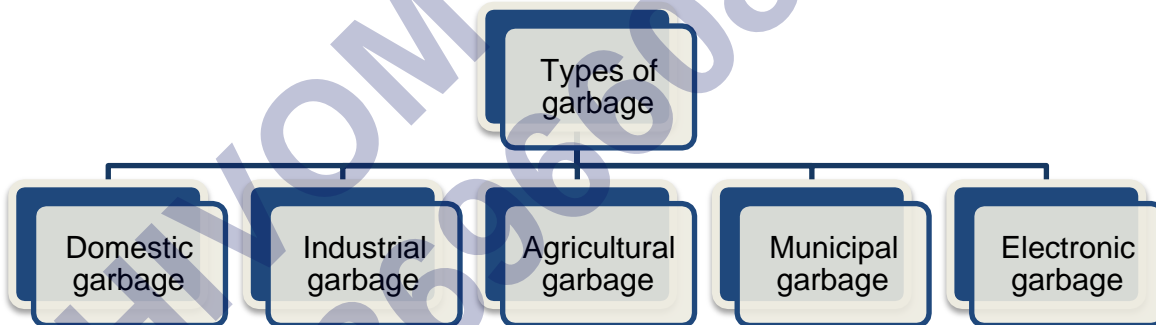 Types of
garbage
Domestic
garbage
Industrial
garbage
Agricultural
garbage
Municipal
garbage
Electronic
garbage